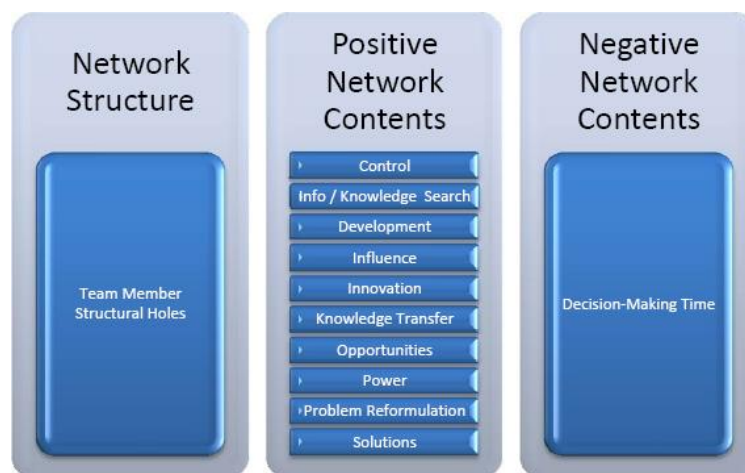 Network
Structure
Team Member
Structural Holes
Positive
Network
Contents
Control
Info / Knowledge Search
Development
Influence
Innovation
Knowledge Transfer
Opportunities
Power
Problem Reformulation
Solutions
Negative
Network
Contents
Decision-Making Time